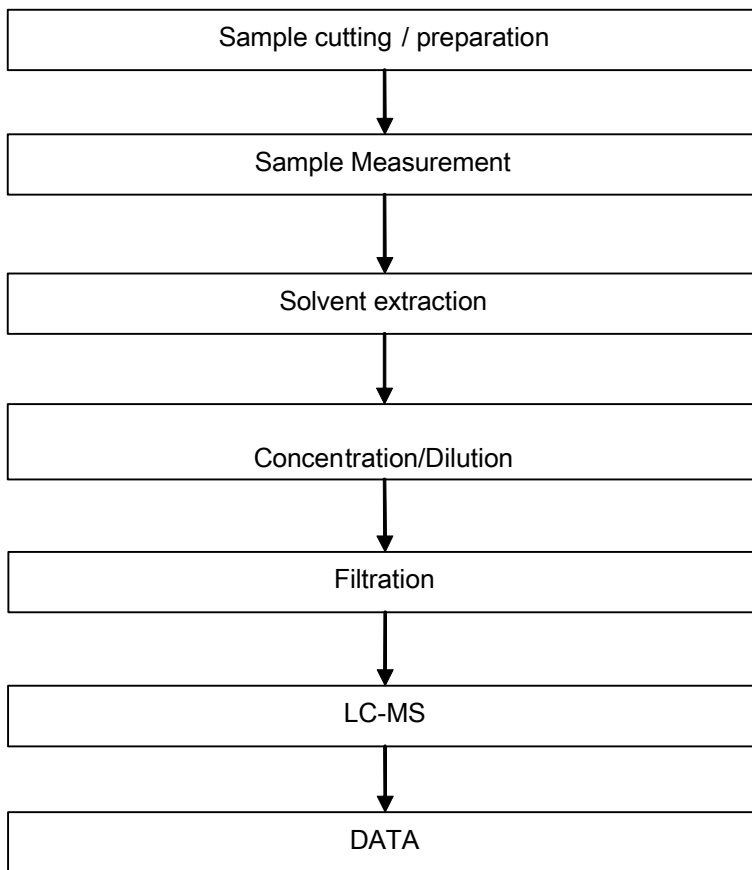 Sample cutting / preparation
Sample Measurement
Solvent extraction
Concentration/Dilution
Filtration
LC-MS
DATA